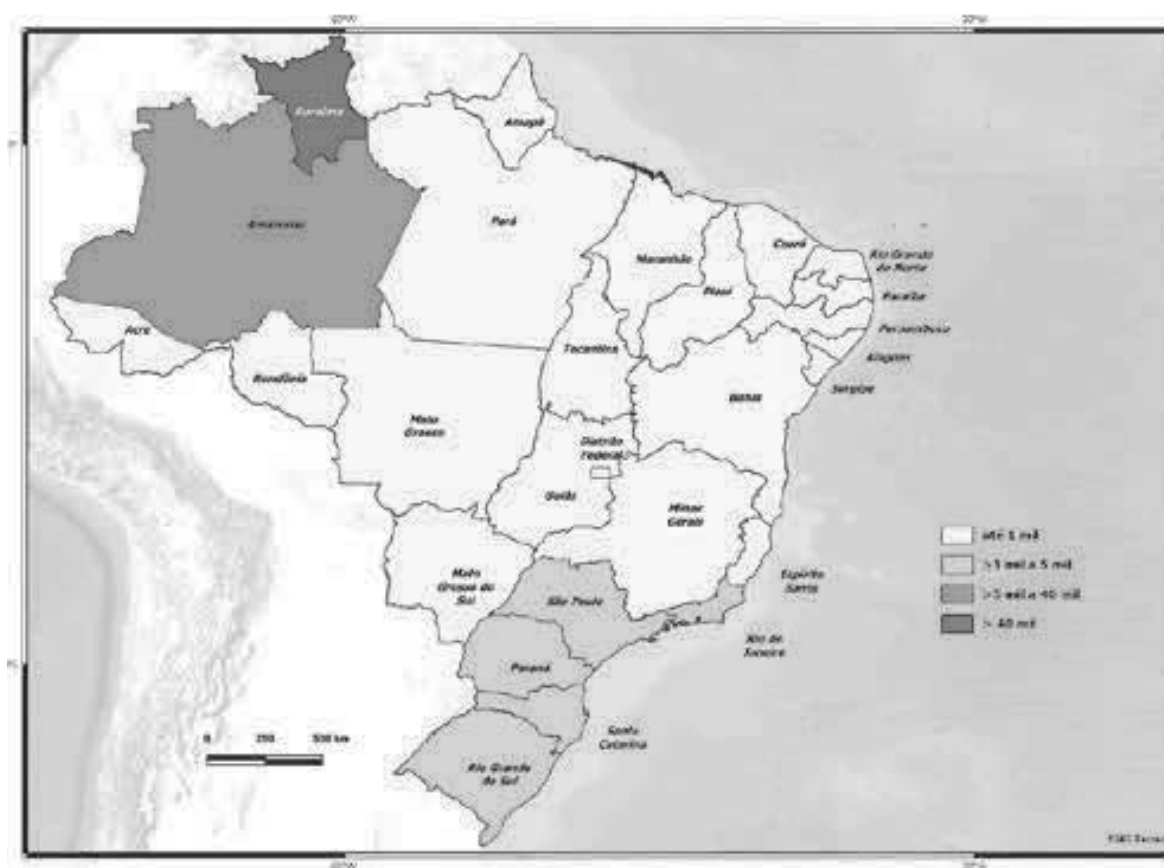 Roraima
Amapá
Amazonas
Pará
Maranhão
Ceará
Rio Grande
do Norte
Piauí
Paraíba
Acre
Pernambuco
Tocantins
Alagoas
Rondônia
Sergipe
Bahia
Mato
Grosso
Distrito
Federal
Goiás
Minas
Gerais
até 1 mil
>1 mil a 5 mil
>5 mil a 40 mil
> 40 mil
Espírito
Santo
Mato
Grosso do
Sul
São Paulo
Rio de
Janeiro
Paraná
Santa
Catarina
0 250 500 km
Rio Grande
do Sul